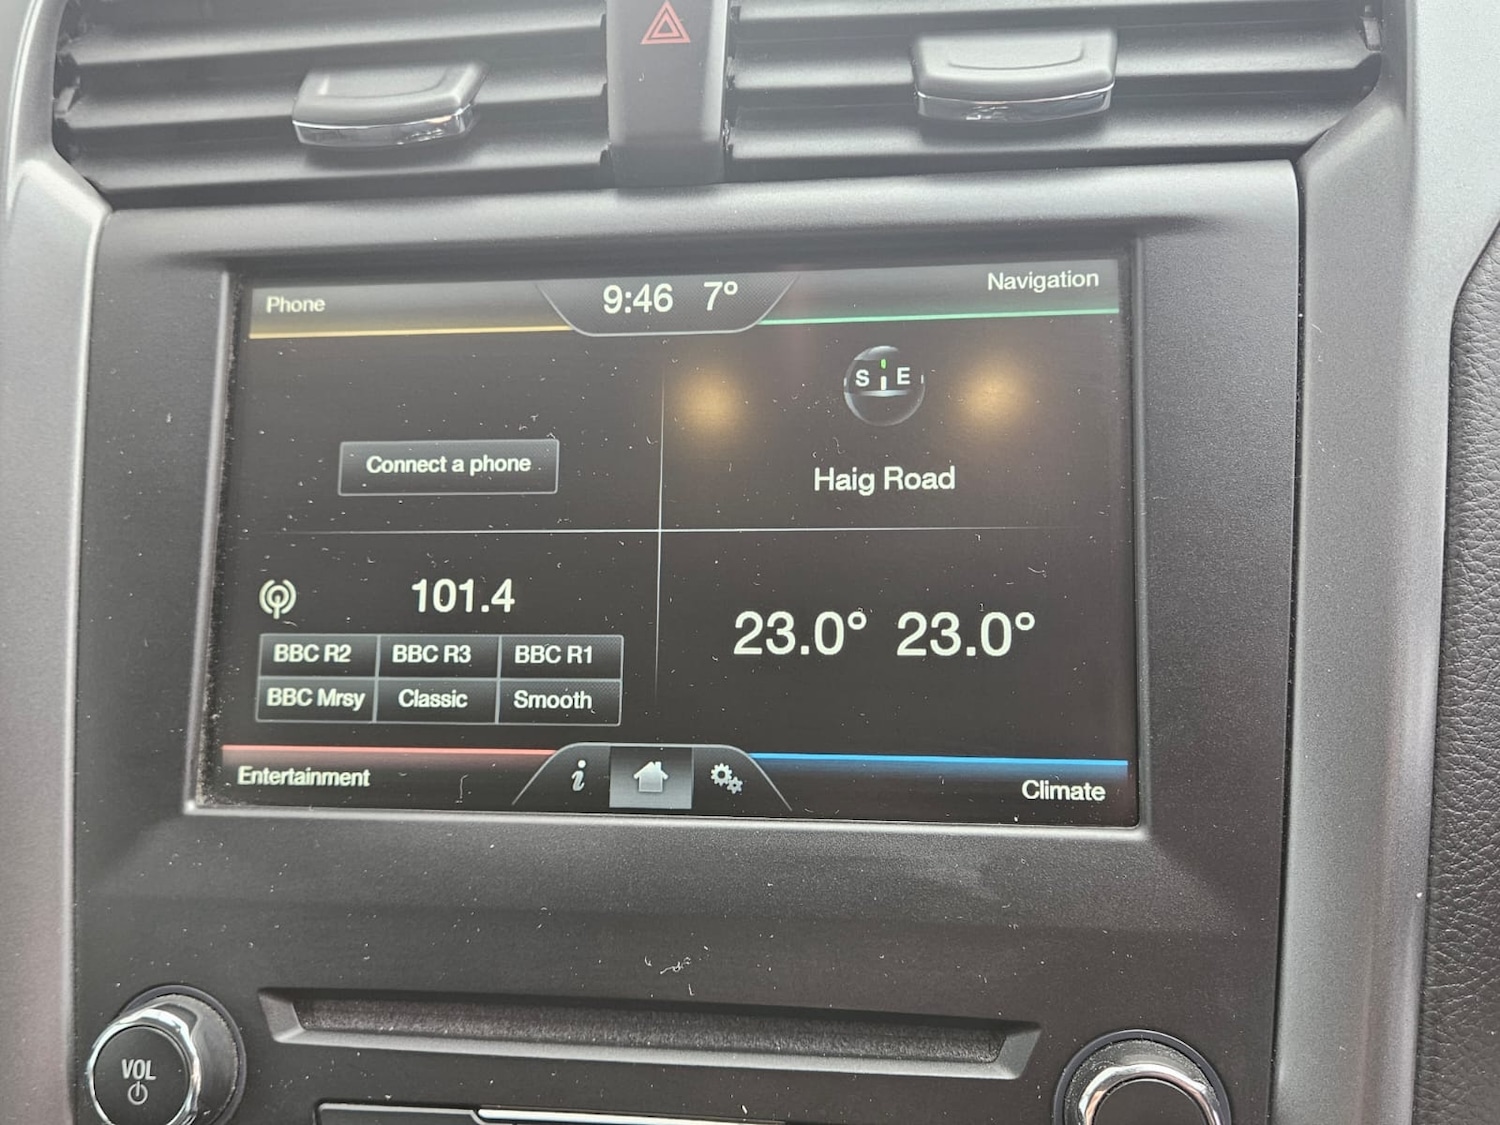 Phone
9:46 7°
Navigation
S E
Connect a phone
Haig Road
101.4
BBC R2 BBC R3 BBC R1
BBC Mrsy Classic Smooth
23.0° 23.0°
Entertainment
i
Climate
VOL